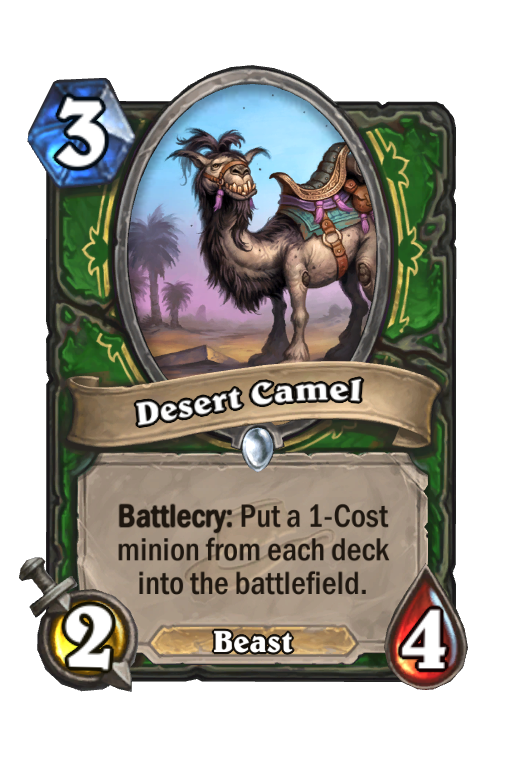 3
Desert Camel
Battlecry: Put a 1-Cost
minion from each deck
into the battlefield.
2
Beast
4